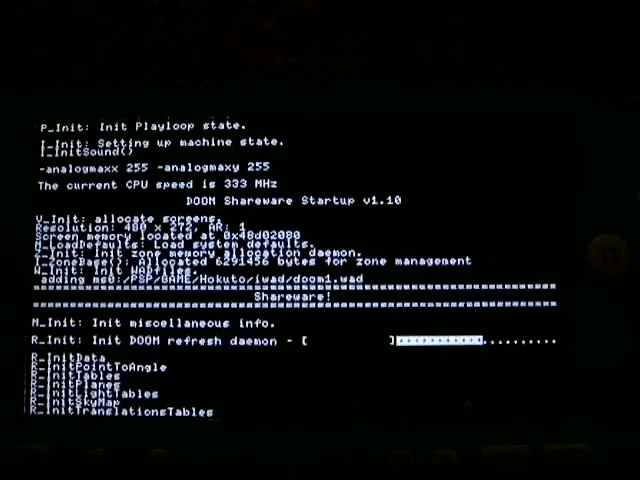 P_Init: Init Playloop state.
I_Init: Setting up machine state.
I_InitSound()
-analogmaxx 255 -analogmaxy 255
The current CPU speed is 333 MHz
DOOM Shareware Startup v1.10
V_Init: allocate screens.
Resolution: 480 x 272, AR: 1
Screen memory located at 0x48d02080
M_LoadDefaults: Load system defaults.
Z_Init: Init zone memory allocation daemon.
I_ZoneBase(): Allocated 6291456 bytes for zone management
W_Init: Init WADfiles.
adding ms0:/PSP/GAME/Hokuto/iwad/doom1.wad
Shareware!
M_Init: Init miscellaneous info.
R_Init: Init DOOM refresh daemon - [ ]
R_InitData
R_InitPointToAngle
R_InitTables
R_InitPlanes
R_InitLightTables
R_InitSkyMap
R_InitTranslationsTables